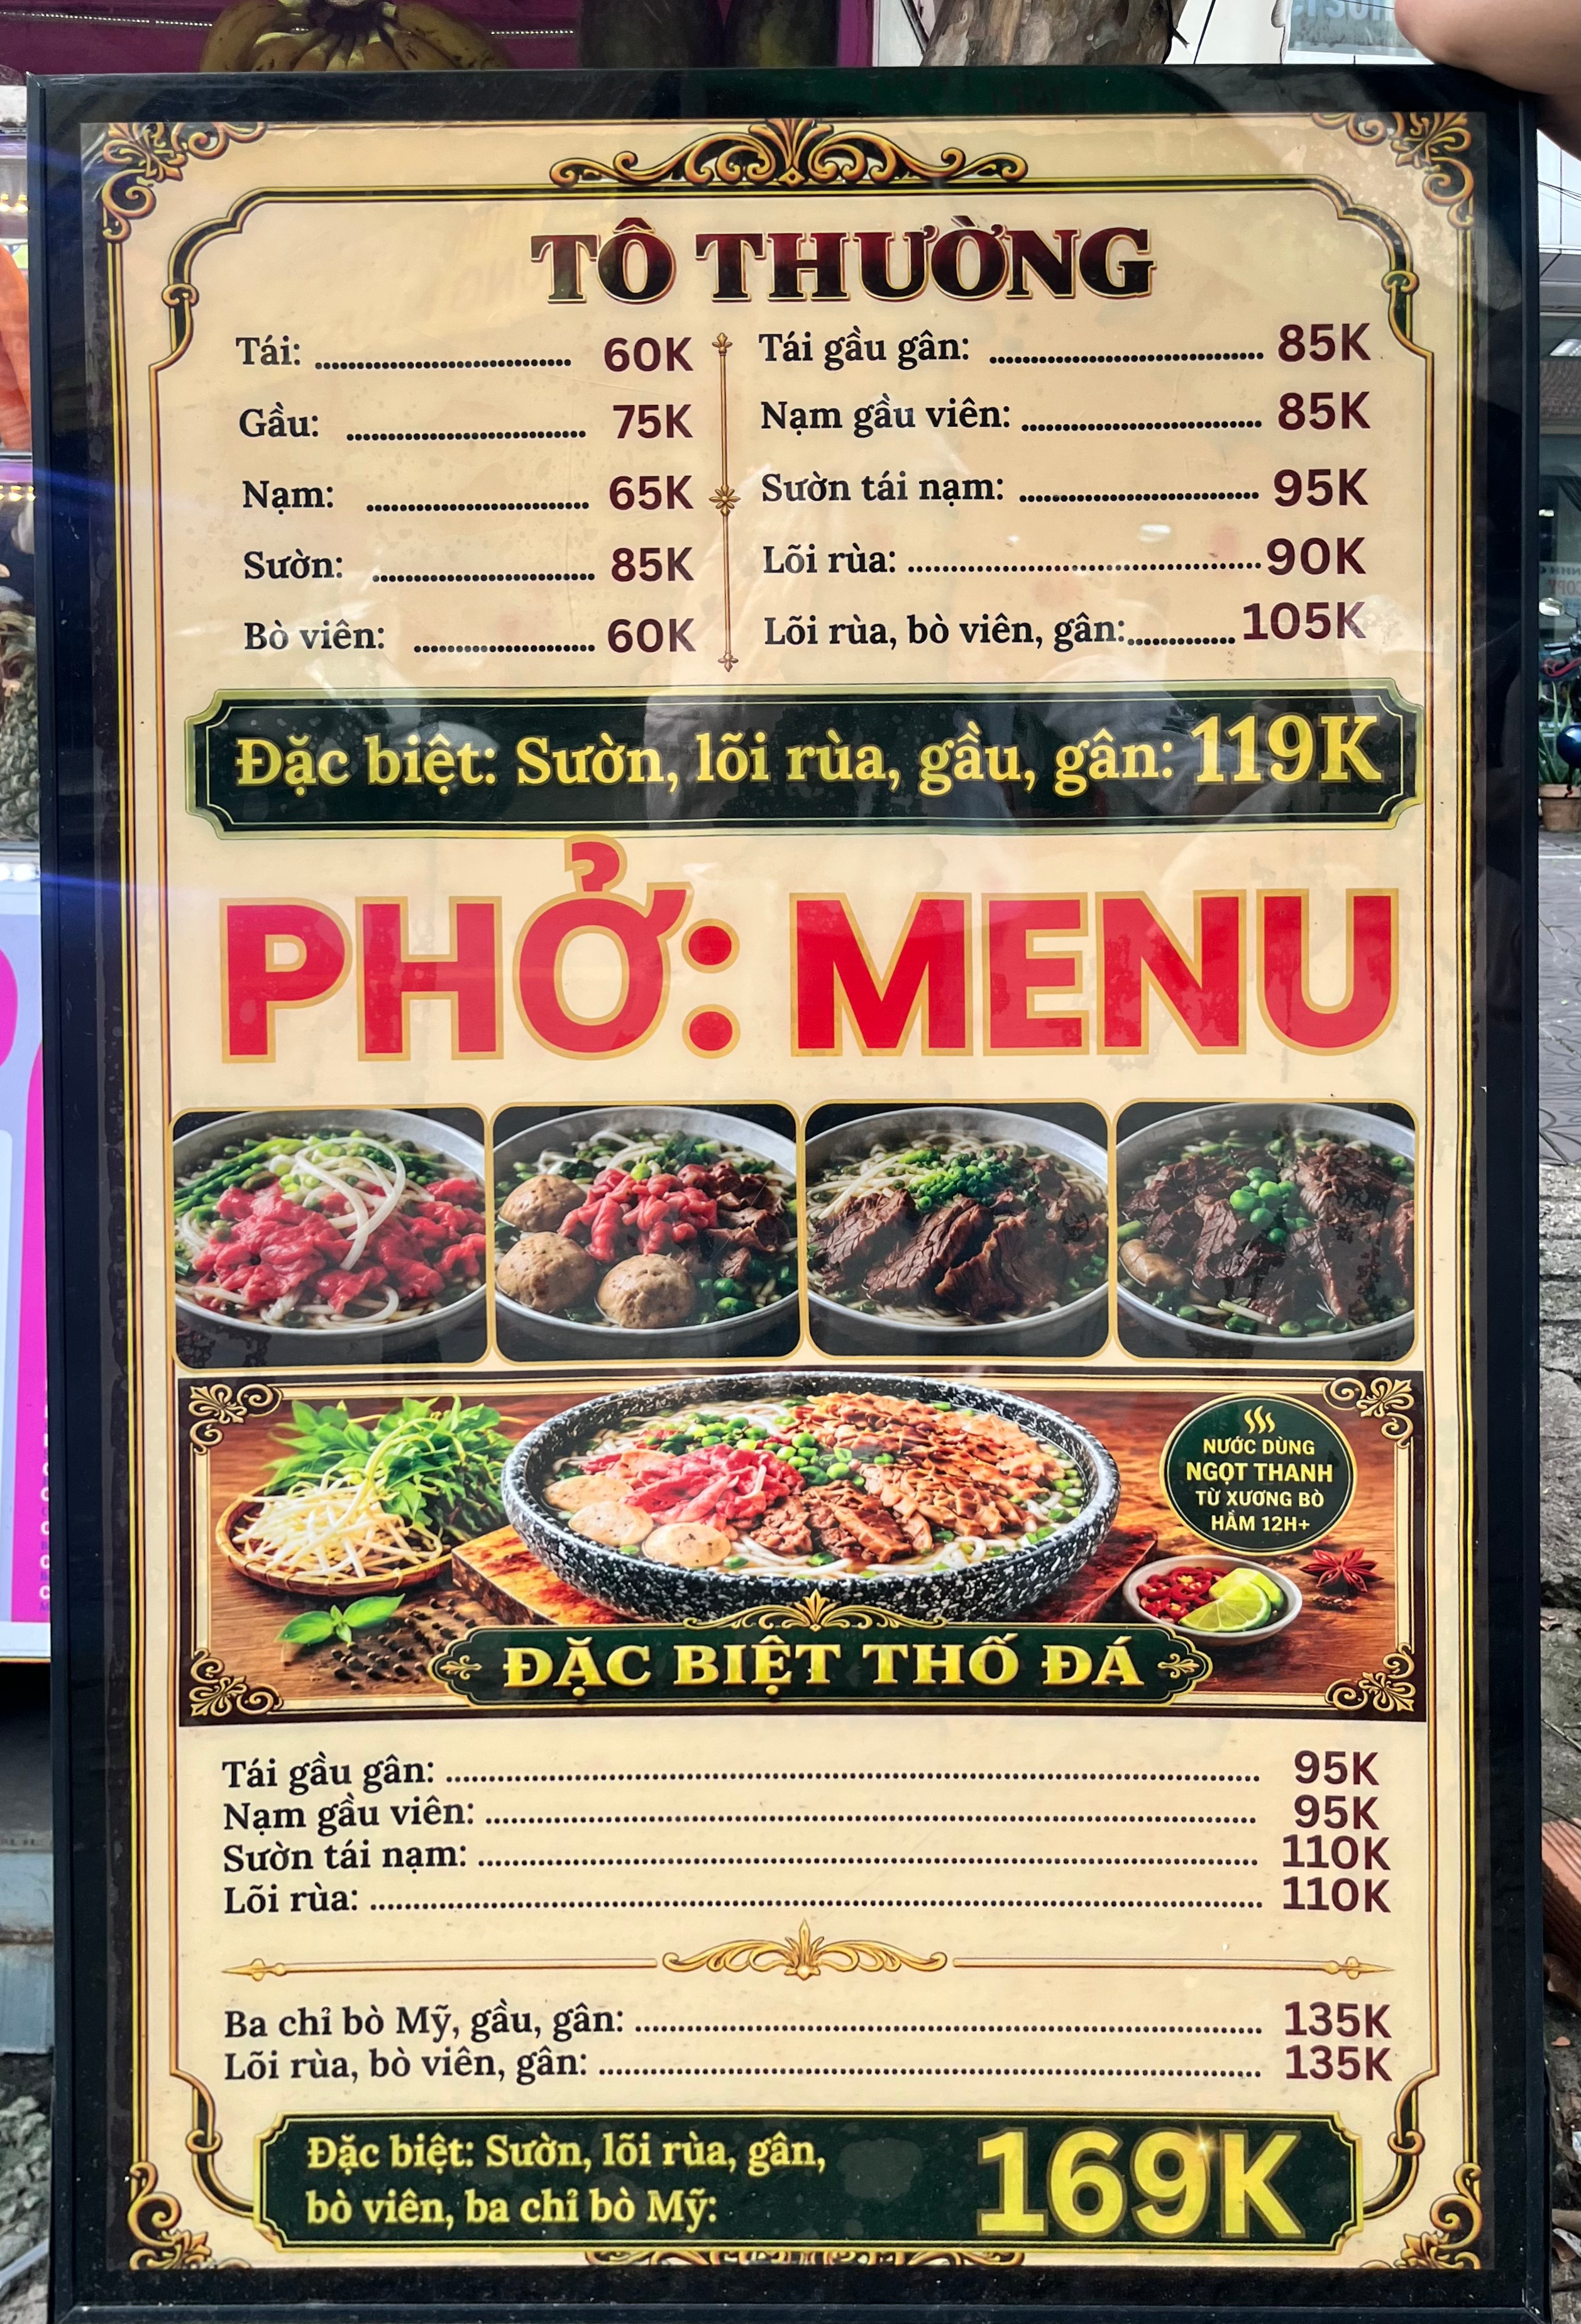 TÔ THƯỜNG
Tái: 60K
Gầu: 75K
Nạm: 65K
Sườn: 85K
Bò viên: 60K
Tái gầu gân: 85K
Nạm gầu viên: 85K
Sườn tái nạm: 95K
Lõi rùa: 90K
Lõi rùa, bò viên, gân: 105K
Đặc biệt: Sườn, lõi rùa, gầu, gân: 119K
PHỞ: MENU
NƯỚC DÙNG
NGỌT THANH
TỪ XƯƠNG BÒ
HẦM 12H+
ĐẶC BIỆT THỐ ĐÁ
Tái gầu gân: 95K
Nạm gầu viên: 95K
Sườn tái nạm: 110K
Lõi rùa: 110K
Ba chỉ bò Mỹ, gầu, gân: 135K
Lõi rùa, bò viên, gân: 135K
Đặc biệt: Sườn, lõi rùa, gân,
bò viên, ba chỉ bò Mỹ:
169K